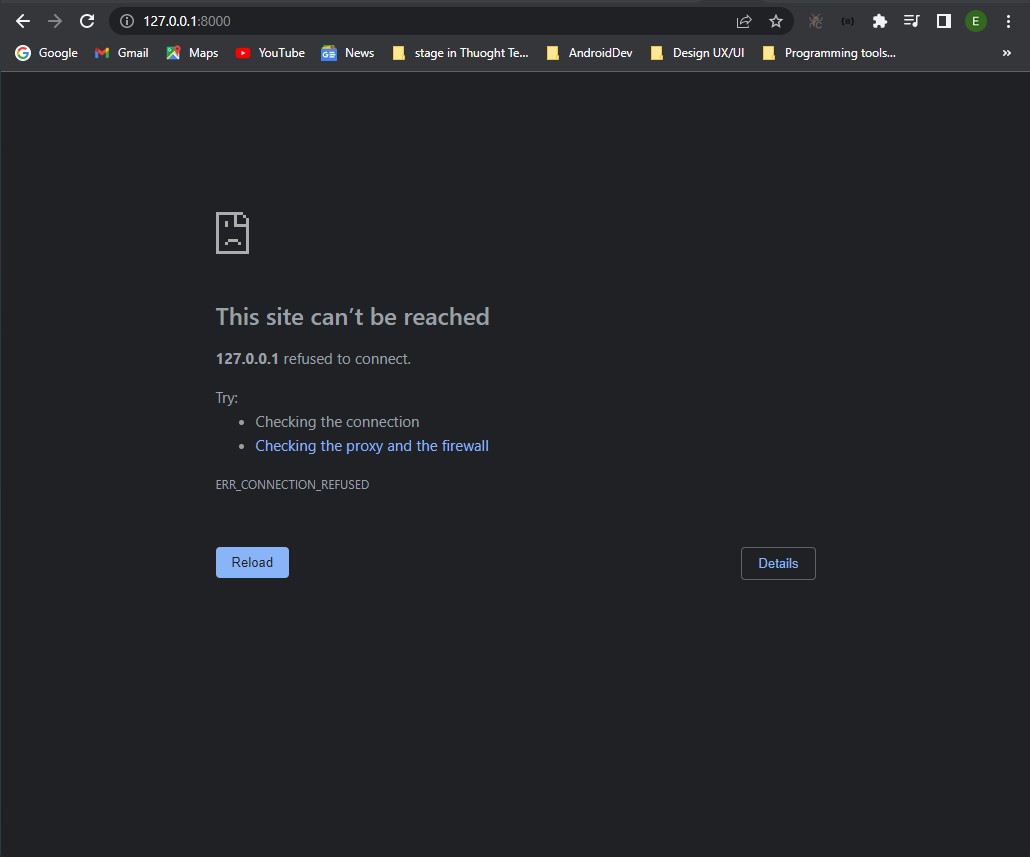 127.0.0.1:8000
E
Google Gmail Maps YouTube News stage in Thuoght Te... AndroidDev Design UX/UI Programming tools... »
This site can’t be reached
127.0.0.1 refused to connect.
Try:
• Checking the connection
• Checking the proxy and the firewall
ERR_CONNECTION_REFUSED
Reload Details